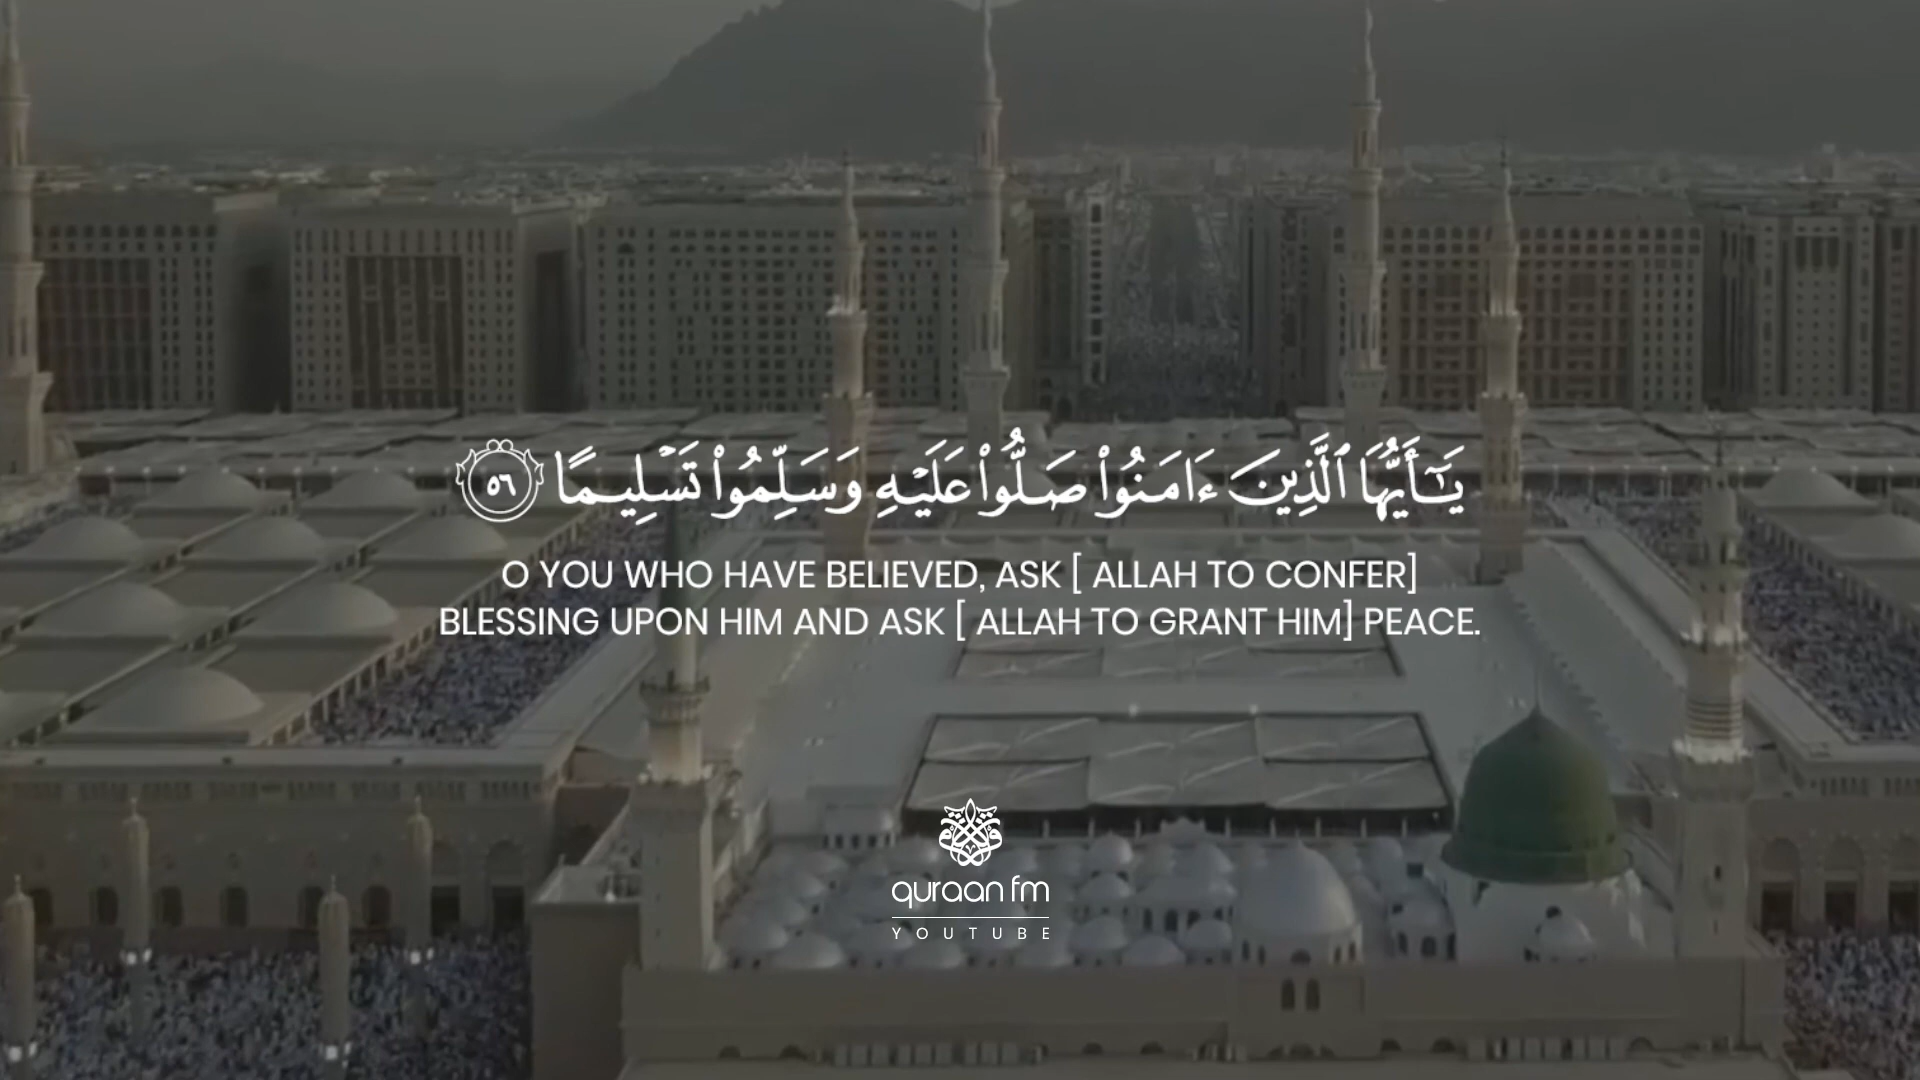 يَـٰٓأَيُّهَا ٱلَّذِينَ ءَامَنُوا۟ صَلُّوا۟ عَلَيْهِ وَسَلِّمُوا۟ تَسْلِيمًا ٥٦
O YOU WHO HAVE BELIEVED, ASK [ ALLAH TO CONFER]
BLESSING UPON HIM AND ASK [ ALLAH TO GRANT HIM] PEACE.
quraan fm
YOUTUBE